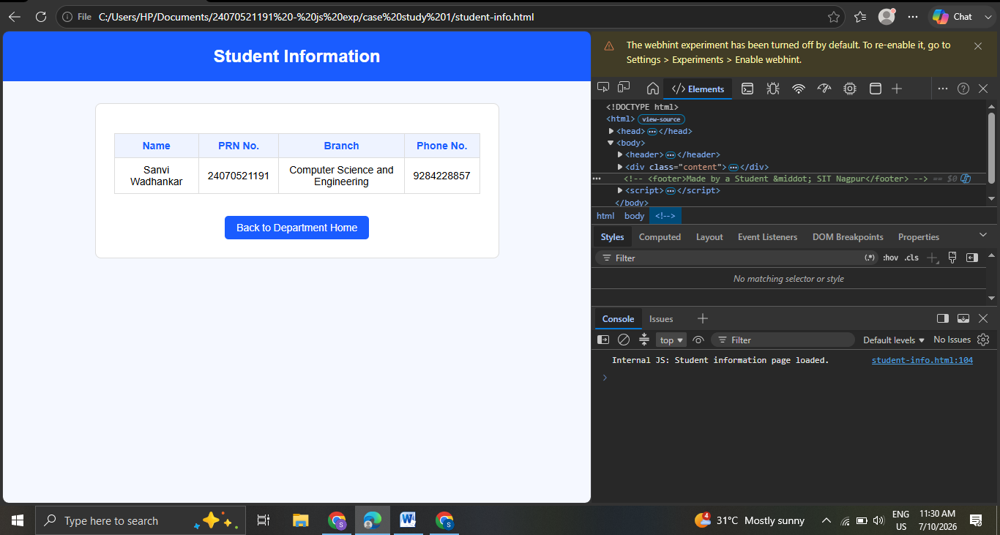 File C:/Users/HP/Documents/24070521191%20-%20js%20exp/case%20study%201/student-info.html
Chat
Student Information
Name PRN No. Branch Phone No.
Sanvi Wadhankar 24070521191 Computer Science and Engineering 9284228857
Back to Department Home
The webhint experiment has been turned off by default. To re-enable it, go to
Settings > Experiments > Enable webhint.
</> Elements
<!DOCTYPE html>
<html> view-source
<head> ... </head>
<body>
<header> ... </header>
<div class="content"> ... </div>
... <!-- <footer>Made by a Student &middot; SIT Nagpur</footer> --> == $0
<script> ... </script>
</body>
html body <!-->
Styles Computed Layout Event Listeners DOM Breakpoints Properties
Filter (.*) :hov .cls
No matching selector or style
Console Issues
top Filter Default levels No Issues
Internal JS: Student information page loaded. student-info.html:104
Type here to search
S
W
S
4
31°C Mostly sunny
ENG
US
11:30 AM
7/10/2026